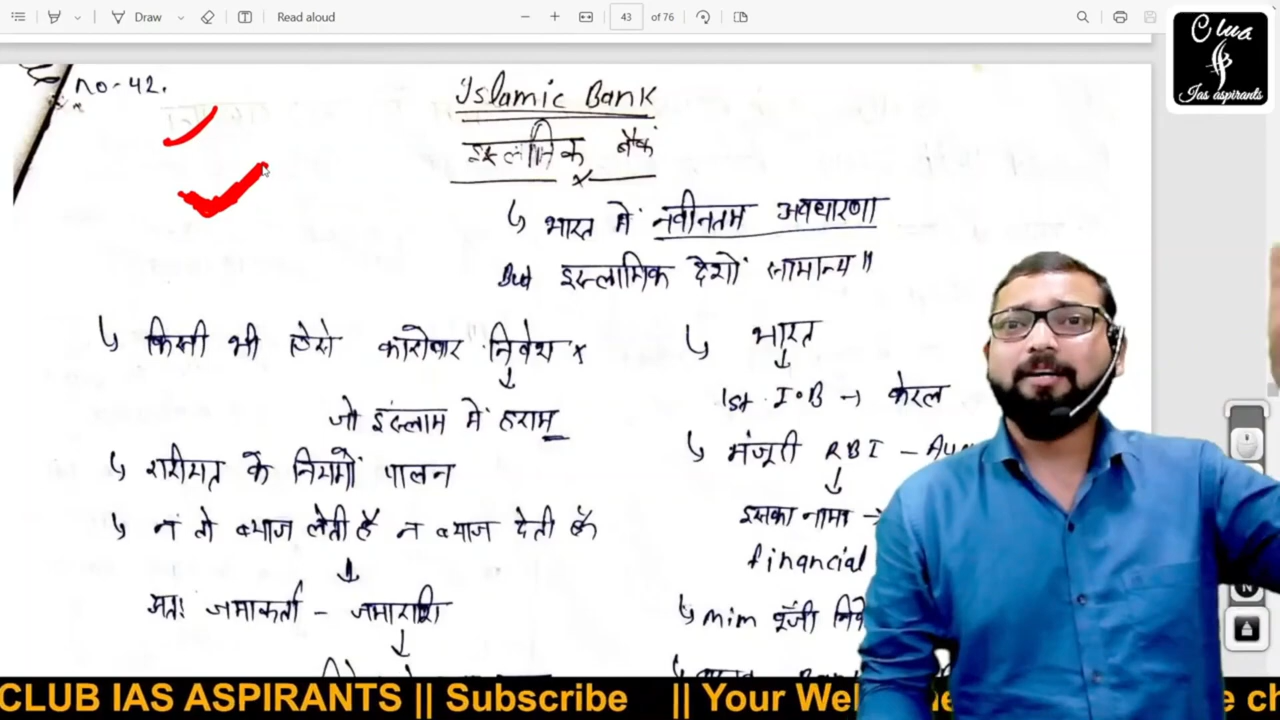 Draw
Read aloud
43
of 76
Clua
Ias aspirants
no-42.
Islamic Bank
इस्लामिक बैंक
भारत में नवीनतम अवधारणा
But इस्लामिक देशों सामान्य"
किसी भी ऐसे कारोबार निवेश x
जो इस्लाम में हराम
शरीयत के नियमों पालन
न तो ब्याज लेती है न ब्याज देती है
अतः जमाकर्ता - जमाराशि
भारत
1st I.B → केरल
मंजूरी RBI -
इसका नाम →
financial
mim पूँजी
CLUB IAS ASPIRANTS || Subscribe || Your